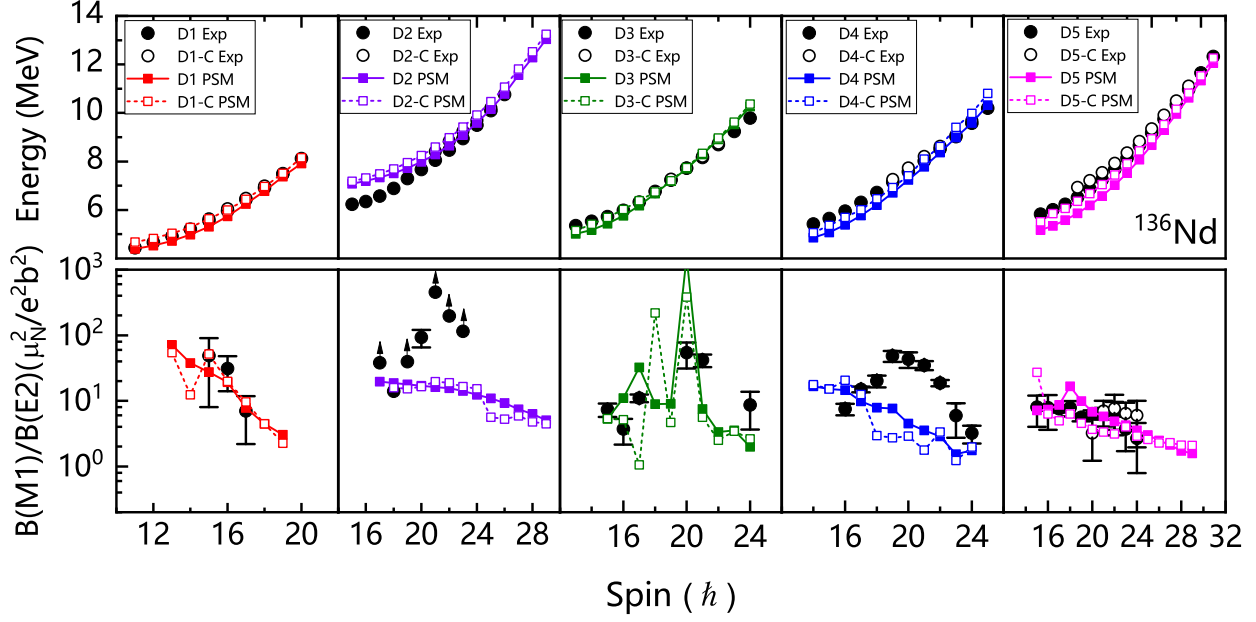 Energy (MeV)
14
12
10
8
6
D1 Exp
D1-C Exp
D1 PSM
D1-C PSM
D2 Exp
D2-C Exp
D2 PSM
D2-C PSM
D3 Exp
D3-C Exp
D3 PSM
D3-C PSM
D4 Exp
D4-C Exp
D4 PSM
D4-C PSM
D5 Exp
D5-C Exp
D5 PSM
D5-C PSM
¹³⁶Nd
B(M1)/B(E2)(μ²_N/e²b²)
10³
10²
10¹
10⁰
12 16 20 16 20 24 28 16 20 24 16 20 24 16 20 24 28 32
Spin (ℏ)